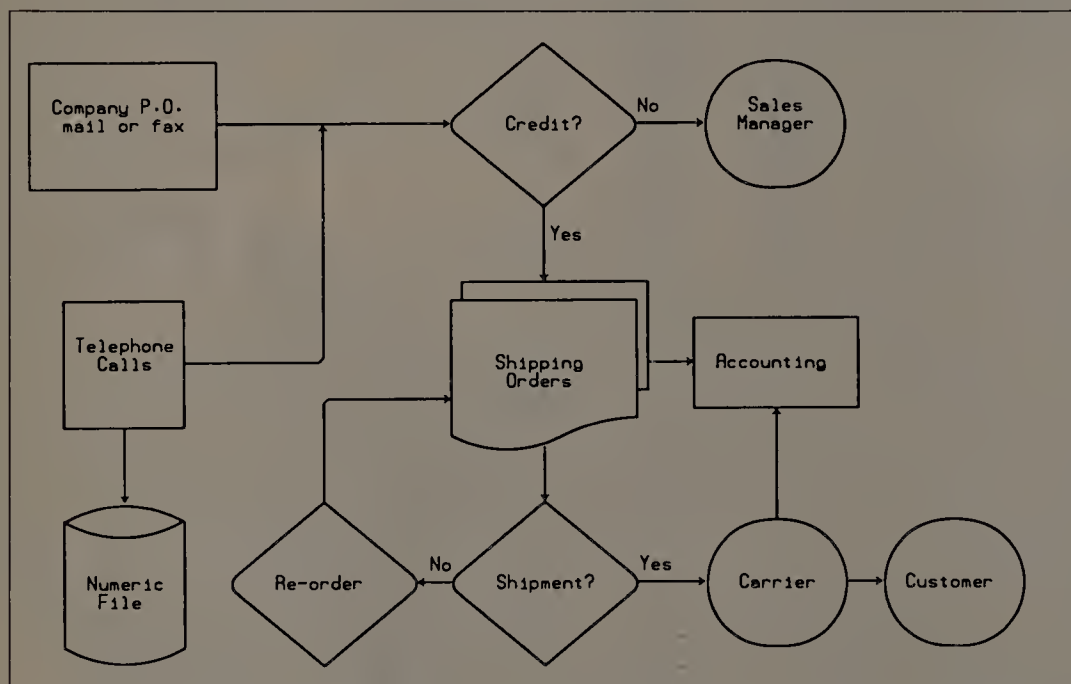 Company P.O.
mail or fax
Credit?
No
Sales
Manager
Yes
Telephone
Calls
Shipping
Orders
Accounting
Numeric
File
Re-order
No
Shipment?
Yes
Carrier
Customer